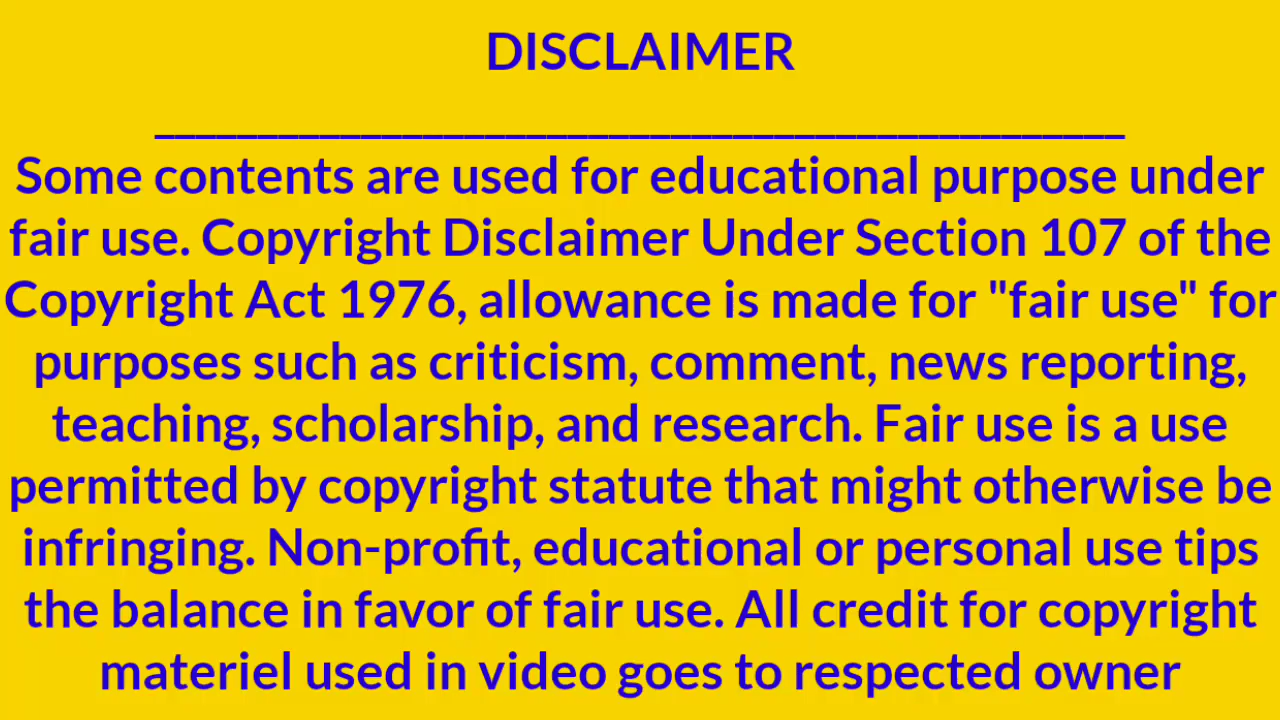 DISCLAIMER
_______________________________________________
Some contents are used for educational purpose under
fair use. Copyright Disclaimer Under Section 107 of the
Copyright Act 1976, allowance is made for "fair use" for
purposes such as criticism, comment, news reporting,
teaching, scholarship, and research. Fair use is a use
permitted by copyright statute that might otherwise be
infringing. Non-profit, educational or personal use tips
the balance in favor of fair use. All credit for copyright
materiel used in video goes to respected owner